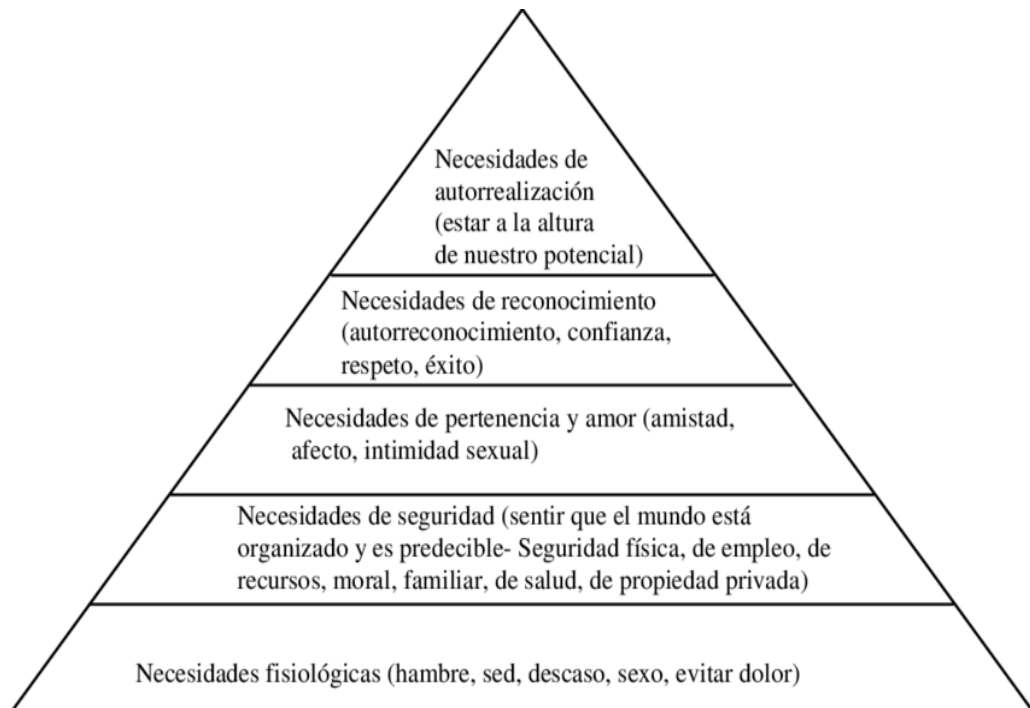 Necesidades de
autorrealización
(estar a la altura
de nuestro potencial)
Necesidades de reconocimiento
(autorreconocimiento, confianza,
respeto, éxito)
Necesidades de pertenencia y amor (amistad,
afecto, intimidad sexual)
Necesidades de seguridad (sentir que el mundo está
organizado y es predecible- Seguridad física, de empleo, de
recursos, moral, familiar, de salud, de propiedad privada)
Necesidades fisiológicas (hambre, sed, descaso, sexo, evitar dolor)